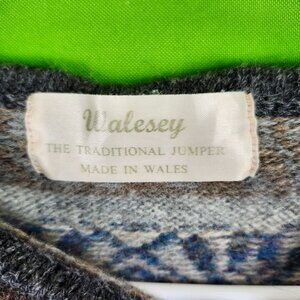 Walesey
THE TRADITIONAL JUMPER
MADE IN WALES